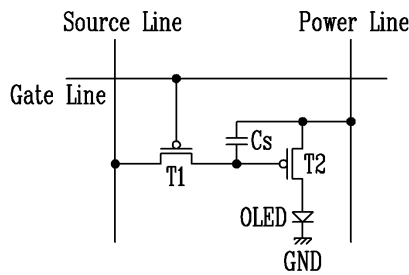 Source Line
Power Line
Gate Line
Cs
T1
T2
OLED
GND